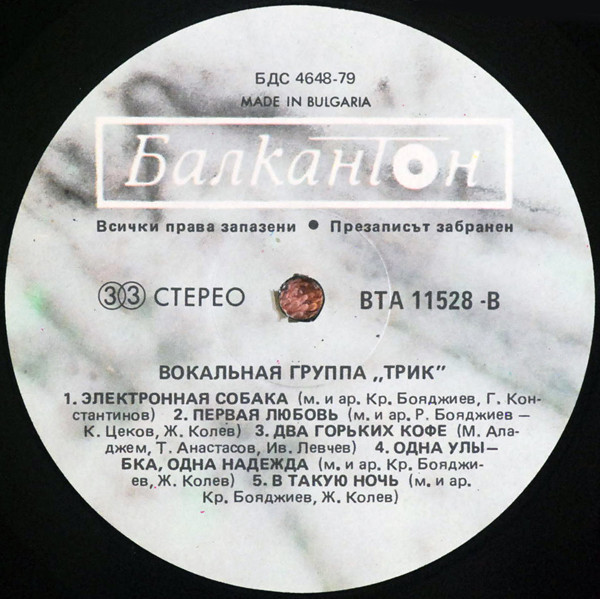 БДС 4648-79
MADE IN BULGARIA
Балкантон
Всички права запазени ● Презаписът забранен
33 СТЕРЕО ВТА 11528 -В
ВОКАЛЬНАЯ ГРУППА „ТРИК”
1. ЭЛЕКТРОННАЯ СОБАКА (м. и ар. Кр. Бояджиев, Г. Кон-
стантинов) 2. ПЕРВАЯ ЛЮБОВЬ (м. и ар. Р. Бояджиев –
К. Цеков, Ж. Колев) 3. ДВА ГОРЬКИХ КОФЕ (М. Ала-
джем, Т. Анастасов, Ив. Левчев) 4. ОДНА УЛЫ-
БКА, ОДНА НАДЕЖДА (м. и ар. Кр. Бояджи-
ев, Ж. Колев) 5. В ТАКУЮ НОЧЬ (м. и ар.
Кр. Бояджиев, Ж. Колев)